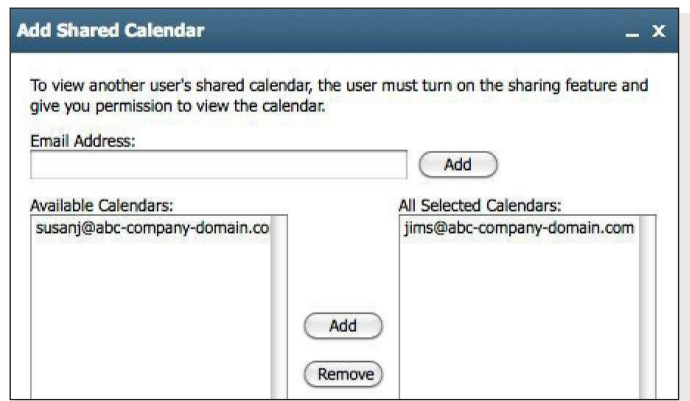 Add Shared Calendar
To view another user's shared calendar, the user must turn on the sharing feature and
give you permission to view the calendar.
Email Address:
Add
Available Calendars:
All Selected Calendars:
susanj@abc-company-domain.co
jims@abc-company-domain.com
Add
Remove